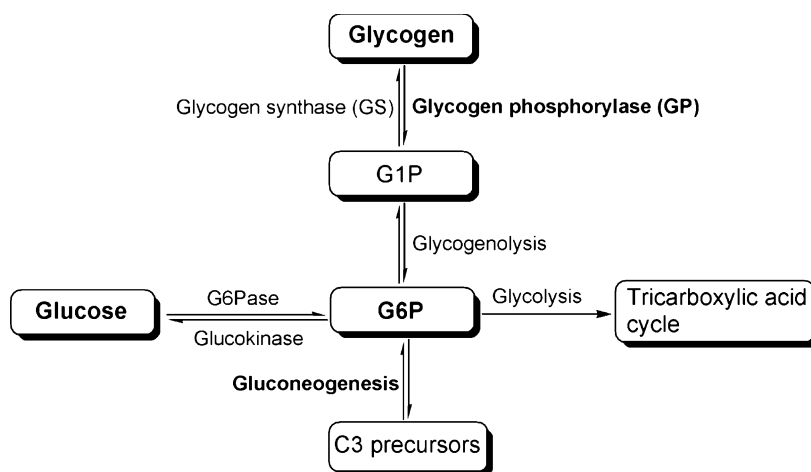 Glycogen
Glycogen synthase (GS)
Glycogen phosphorylase (GP)
G1P
Glycogenolysis
Glucose
G6Pase
Glucokinase
G6P
Glycolysis
Tricarboxylic acid
cycle
Gluconeogenesis
C3 precursors